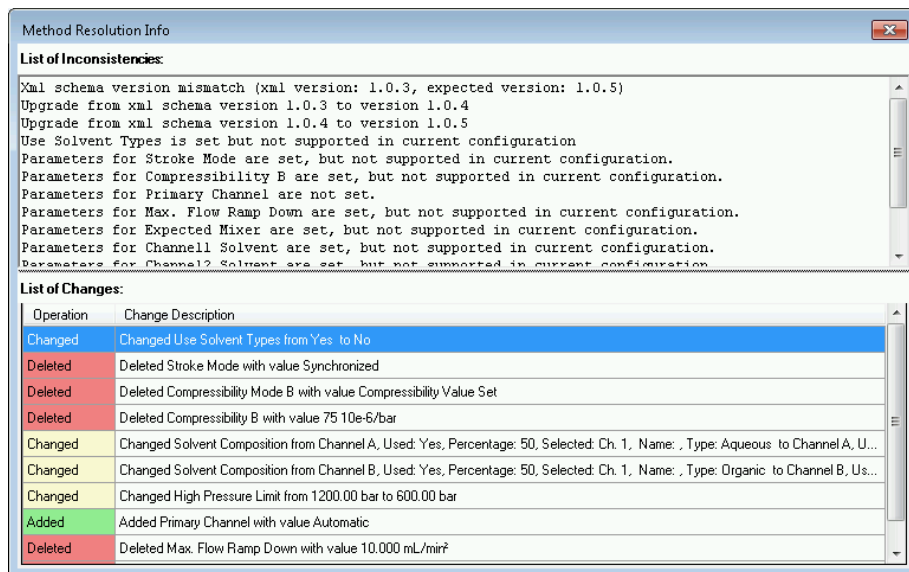 Method Resolution Info
List of Inconsistencies:
Xml schema version mismatch (xml version: 1.0.3, expected version: 1.0.5)
Upgrade from xml schema version 1.0.3 to version 1.0.4
Upgrade from xml schema version 1.0.4 to version 1.0.5
Use Solvent Types is set but not supported in current configuration
Parameters for Stroke Mode are set, but not supported in current configuration.
Parameters for Compressibility B are set, but not supported in current configuration.
Parameters for Primary Channel are not set.
Parameters for Max. Flow Ramp Down are set, but not supported in current configuration.
Parameters for Expected Mixer are set, but not supported in current configuration.
Parameters for Channel1 Solvent are set, but not supported in current configuration.
Parameters for Channel2 Solvent are set, but not supported in current configuration
List of Changes:
Operation Change Description
Changed Changed Use Solvent Types from Yes to No
Deleted Deleted Stroke Mode with value Synchronized
Deleted Deleted Compressibility Mode B with value Compressibility Value Set
Deleted Deleted Compressibility B with value 75 10e-6/bar
Changed Changed Solvent Composition from Channel A, Used: Yes, Percentage: 50, Selected: Ch. 1, Name: , Type: Aqueous to Channel A, U...
Changed Changed Solvent Composition from Channel B, Used: Yes, Percentage: 50, Selected: Ch. 1, Name: , Type: Organic to Channel B, Us...
Changed Changed High Pressure Limit from 1200.00 bar to 600.00 bar
Added Added Primary Channel with value Automatic
Deleted Deleted Max. Flow Ramp Down with value 10.000 mL/min²